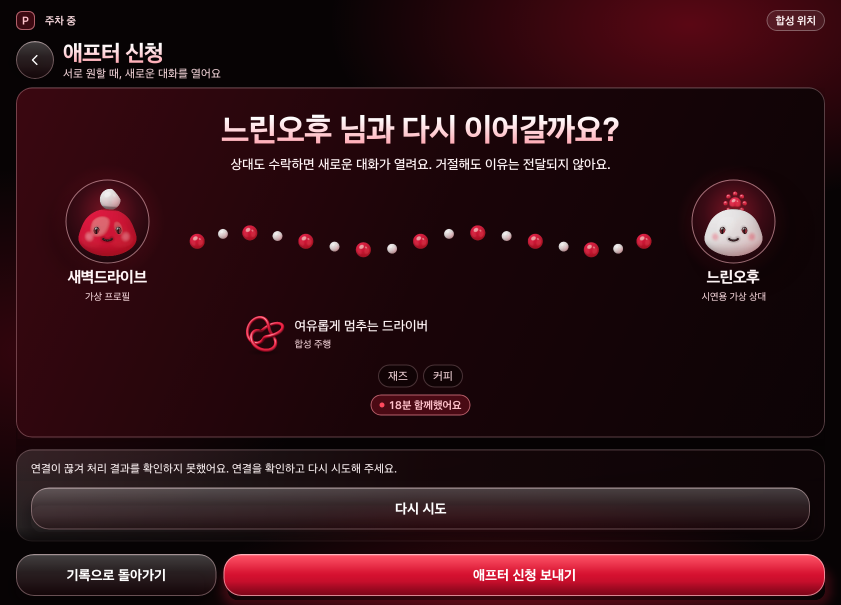 P 주차 중
합성 위치
애프터 신청
서로 원할 때, 새로운 대화를 열어요
느린오후 님과 다시 이어갈까요?
상대도 수락하면 새로운 대화가 열려요. 거절해도 이유는 전달되지 않아요.
새벽드라이브
가상 프로필
느린오후
시연용 가상 상대
여유롭게 멈추는 드라이버
합성 주행
재즈
커피
18분 함께했어요
연결이 끊겨 처리 결과를 확인하지 못했어요. 연결을 확인하고 다시 시도해 주세요.
다시 시도
기록으로 돌아가기
애프터 신청 보내기